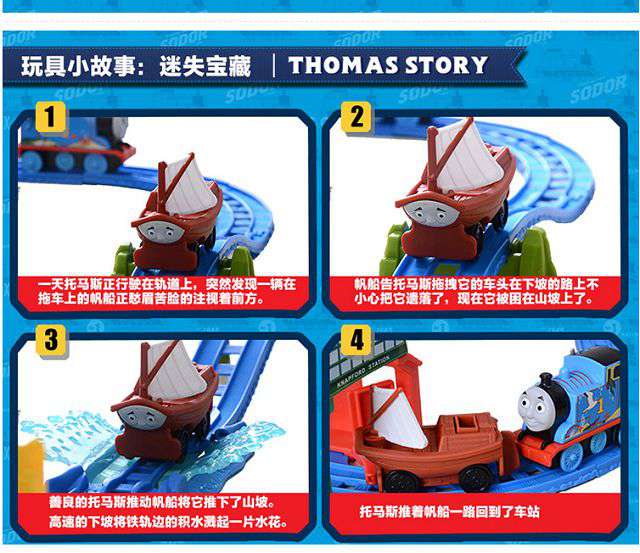 SODOR
玩具小故事：迷失宝藏 | THOMAS STORY
SODOR
SODOR
1
一天托马斯正行驶在轨道上，突然发现一辆在
拖车上的帆船正愁眉苦脸的注视着前方。
2
帆船告托马斯拖拽它的车头在下坡的路上不
小心把它遗落了，现在它被困在山坡上了。
3
善良的托马斯推动帆船将它推下了山坡。
高速的下坡将铁轨边的积水溅起一片水花。
4
KNAPFORD STATION
托马斯推着帆船一路回到了车站